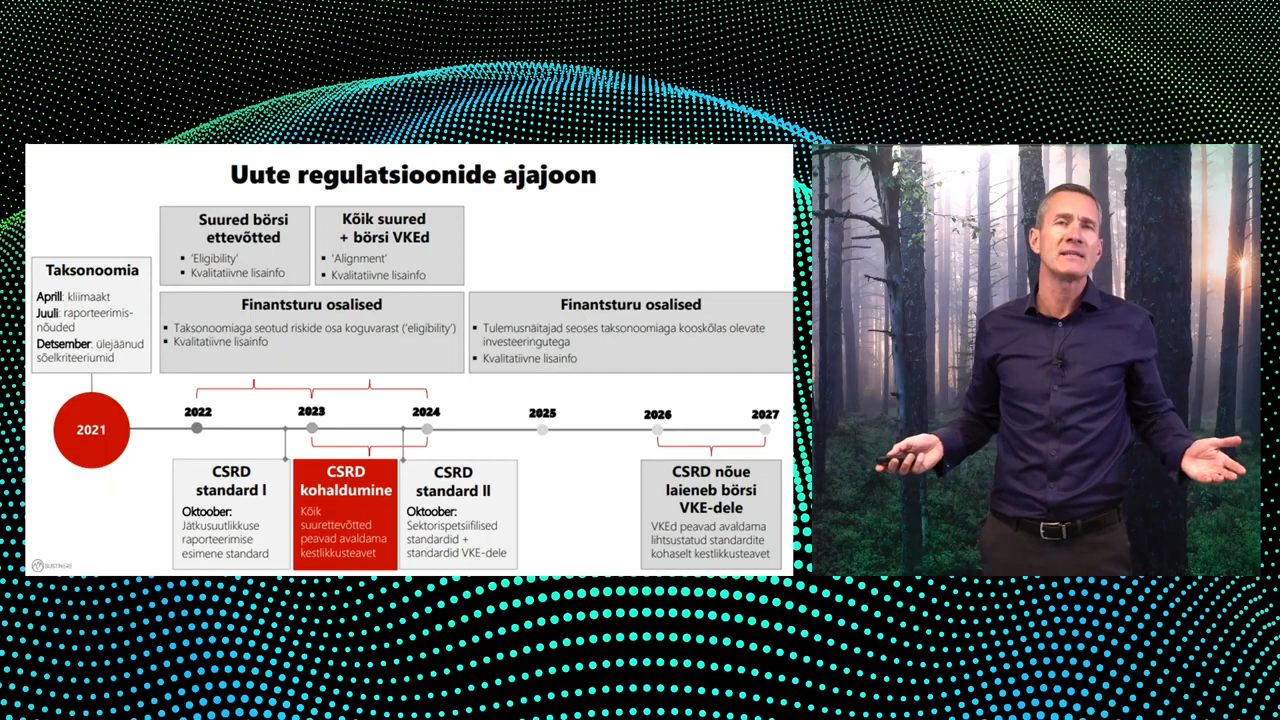 Uute regulatsioonide ajajoon
Suured börsi
ettevõtted
▪ 'Eligibility'
▪ Kvalitatiivne lisainfo
Kõik suured
+ börsi VKEd
▪ 'Alignment'
▪ Kvalitatiivne lisainfo
Taksonoomia
Aprill: kliimaakt
Juuli: raporteerimis-
nõuded
Detsember: ülejäänud
sõelkriteeriumid
Finantsturu osalised
▪ Taksonoomiaga seotud riskide osa koguvarast ('eligibility')
▪ Kvalitatiivne lisainfo
Finantsturu osalised
▪ Tulemusnäitajad seoses taksonoomiaga kooskõlas olevate
investeeringutega
▪ Kvalitatiivne lisainfo
2021
2022
2023
2024
2025
2026
2027
CSRD
standard I
Oktoober:
Jätkusuutlikkuse
raporteerimise
esimene standard
CSRD
kohaldumine
Kõik
suurettevõtted
peavad avaldama
kestlikkusteavet
CSRD
standard II
Oktoober:
Sektorispetsiifilised
standardid +
standardid VKE-dele
CSRD nõue
laieneb börsi
VKE-dele
VKEd peavad avaldama
lihtsustatud standardite
kohaselt kestlikkusteavet